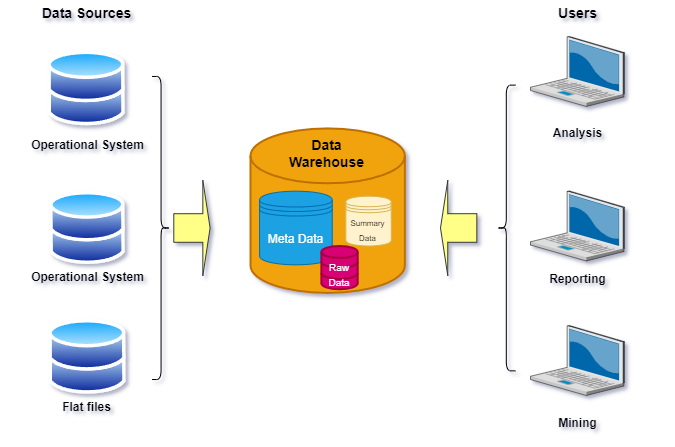 Data Sources
Users
Operational System
Operational System
Flat files
Data
Warehouse
Meta Data
Summary
Data
Raw
Data
Analysis
Reporting
Mining